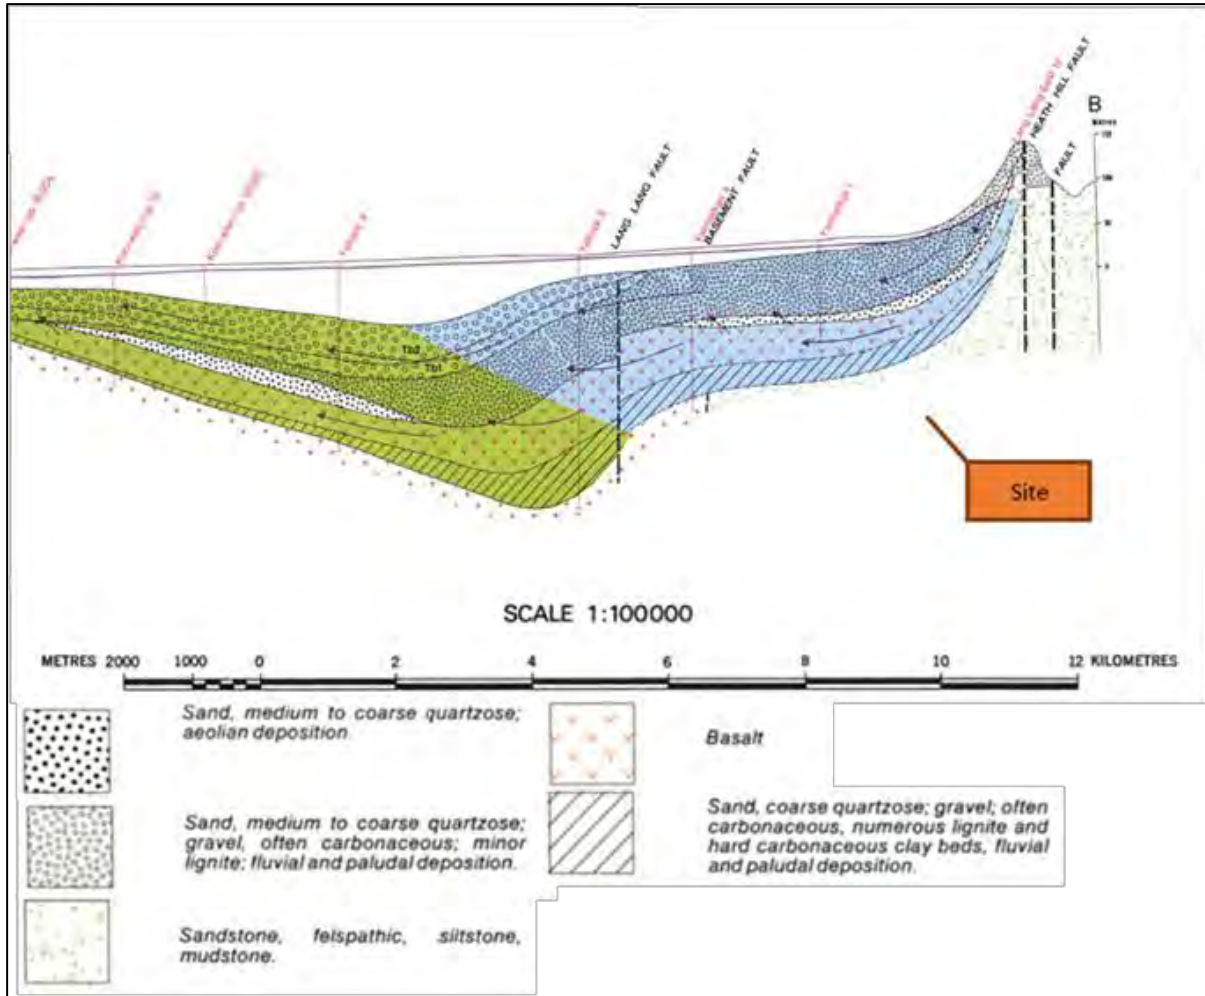 HEATH HILL FAULT
B
FAULT
LANG LANG FAULT
BASEMENT FAULT
Tbd
Tbt
Site
SCALE 1:100000
METRES 2000 1000 0 2 4 6 8 10 12 KILOMETRES
Sand, medium to coarse quartzose;
aeolian deposition.
Basalt
Sand, medium to coarse quartzose;
gravel, often carbonaceous; minor
lignite; fluvial and paludal deposition.
Sand, coarse quartzose; gravel; often
carbonaceous, numerous lignite and
hard carbonaceous clay beds, fluvial
and paludal deposition.
Sandstone, felspathic, siltstone,
mudstone.